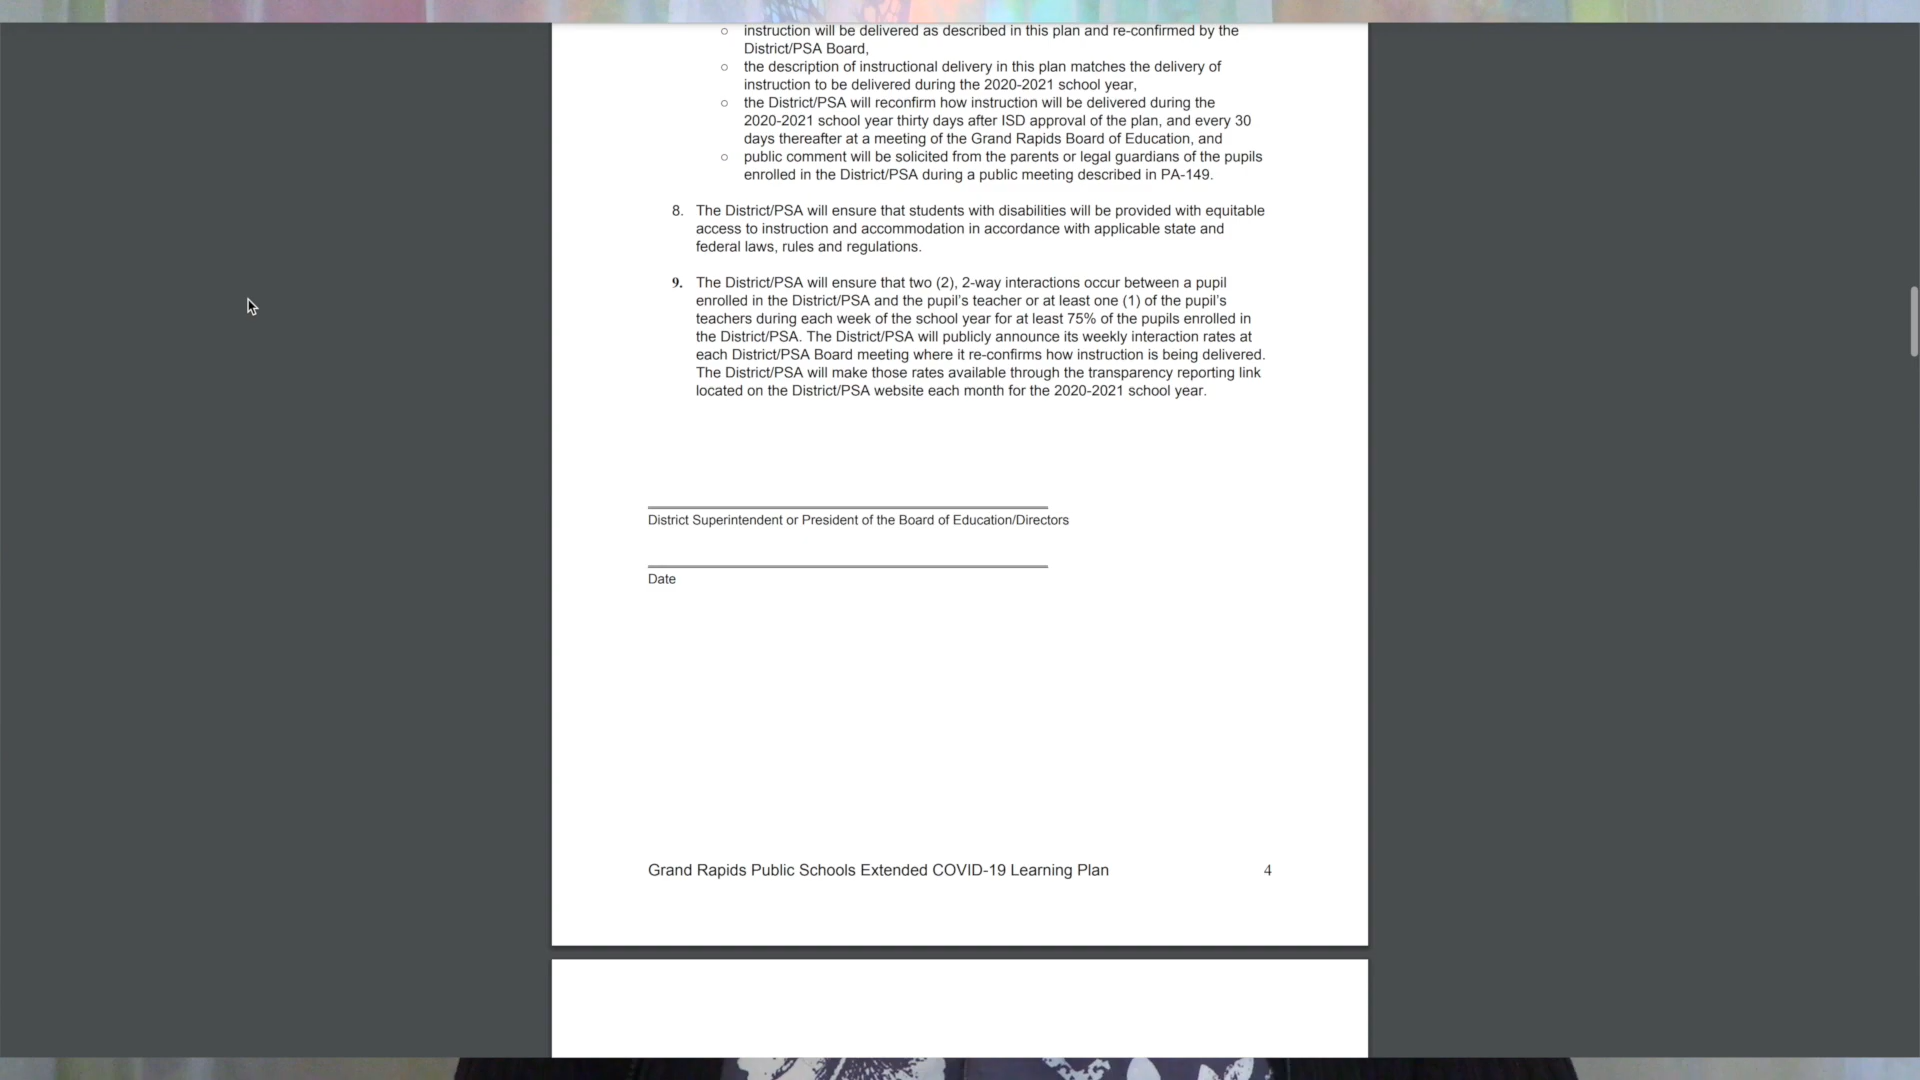 ○ instruction will be delivered as described in this plan and re-confirmed by the
District/PSA Board,
○ the description of instructional delivery in this plan matches the delivery of
instruction to be delivered during the 2020-2021 school year,
○ the District/PSA will reconfirm how instruction will be delivered during the
2020-2021 school year thirty days after ISD approval of the plan, and every 30
days thereafter at a meeting of the Grand Rapids Board of Education, and
○ public comment will be solicited from the parents or legal guardians of the pupils
enrolled in the District/PSA during a public meeting described in PA-149.
8. The District/PSA will ensure that students with disabilities will be provided with equitable
access to instruction and accommodation in accordance with applicable state and
federal laws, rules and regulations.
9. The District/PSA will ensure that two (2), 2-way interactions occur between a pupil
enrolled in the District/PSA and the pupil's teacher or at least one (1) of the pupil's
teachers during each week of the school year for at least 75% of the pupils enrolled in
the District/PSA. The District/PSA will publicly announce its weekly interaction rates at
each District/PSA Board meeting where it re-confirms how instruction is being delivered.
The District/PSA will make those rates available through the transparency reporting link
located on the District/PSA website each month for the 2020-2021 school year.
District Superintendent or President of the Board of Education/Directors
Date
Grand Rapids Public Schools Extended COVID-19 Learning Plan 4